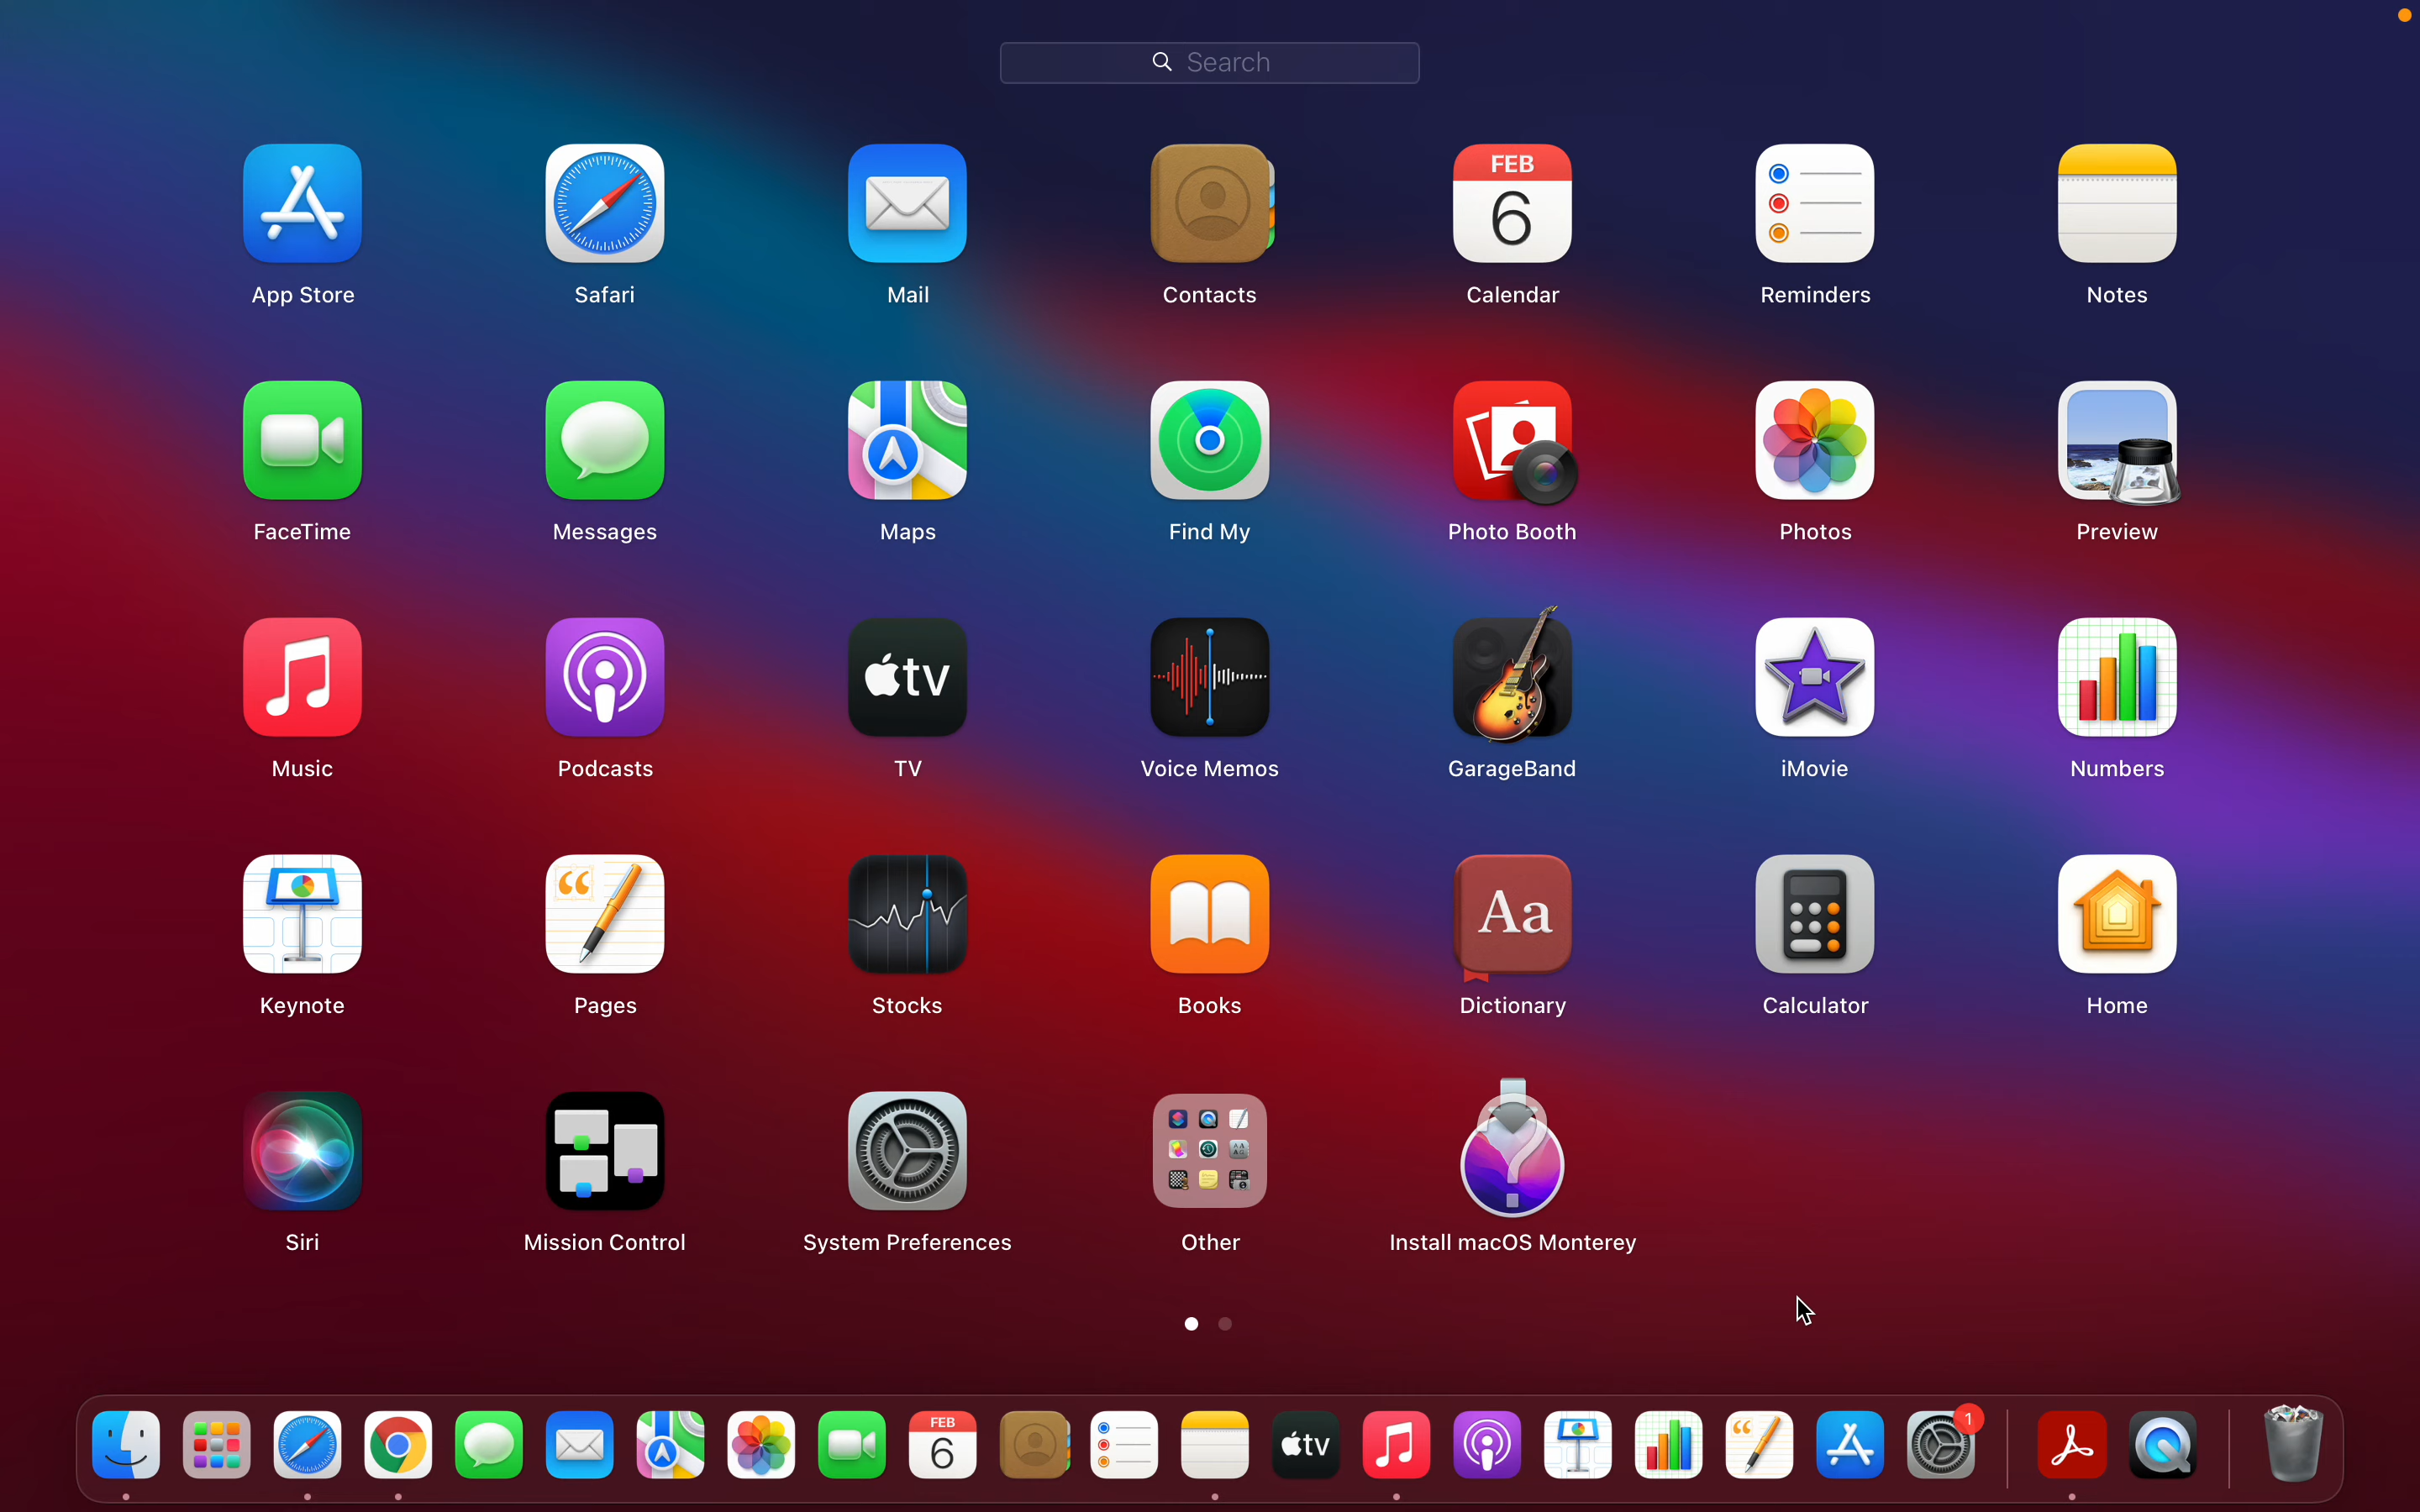 Search
App Store
Safari
Mail
Contacts
FEB
6
Calendar
Reminders
Notes
FaceTime
Messages
Maps
Find My
Photo Booth
Photos
Preview
Music
Podcasts
tv
TV
Voice Memos
GarageBand
iMovie
Numbers
Keynote
“
Pages
Stocks
Books
Aa
Dictionary
Calculator
Home
Siri
Mission Control
System Preferences
Other
?
Install macOS Monterey
FEB
6
tv
“
1